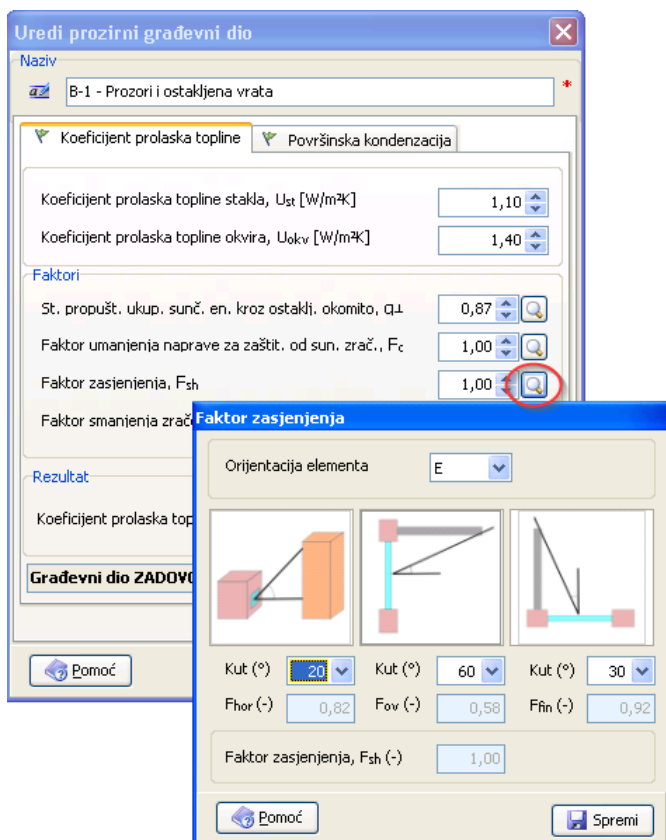 Uredi prozirni građevni dio
Naziv
B-1 - Prozori i ostakljena vrata *
Koeficijent prolaska topline Površinska kondenzacija
Koeficijent prolaska topline stakla, Ust [W/m²K] 1,10
Koeficijent prolaska topline okvira, Uokv [W/m²K] 1,40
Faktori
St. propušt. ukup. sunč. en. kroz ostaklj. okomito, g⊥ 0,87
Faktor umanjenja naprave za zaštit. od sun. zrač., Fc 1,00
Faktor zasjenjenja, Fsh 1,00
Faktor smanjenja zrač
Faktor zasjenjenja
Orijentacija elementa E
Rezultat
Koeficijent prolaska top
Građevni dio ZADOVO
Kut (°) 20 Kut (°) 60 Kut (°) 30
Fhor (-) 0,82 Fov (-) 0,58 Ffin (-) 0,92
Faktor zasjenjenja, Fsh (-) 1,00
Pomoć
Pomoć Spremi